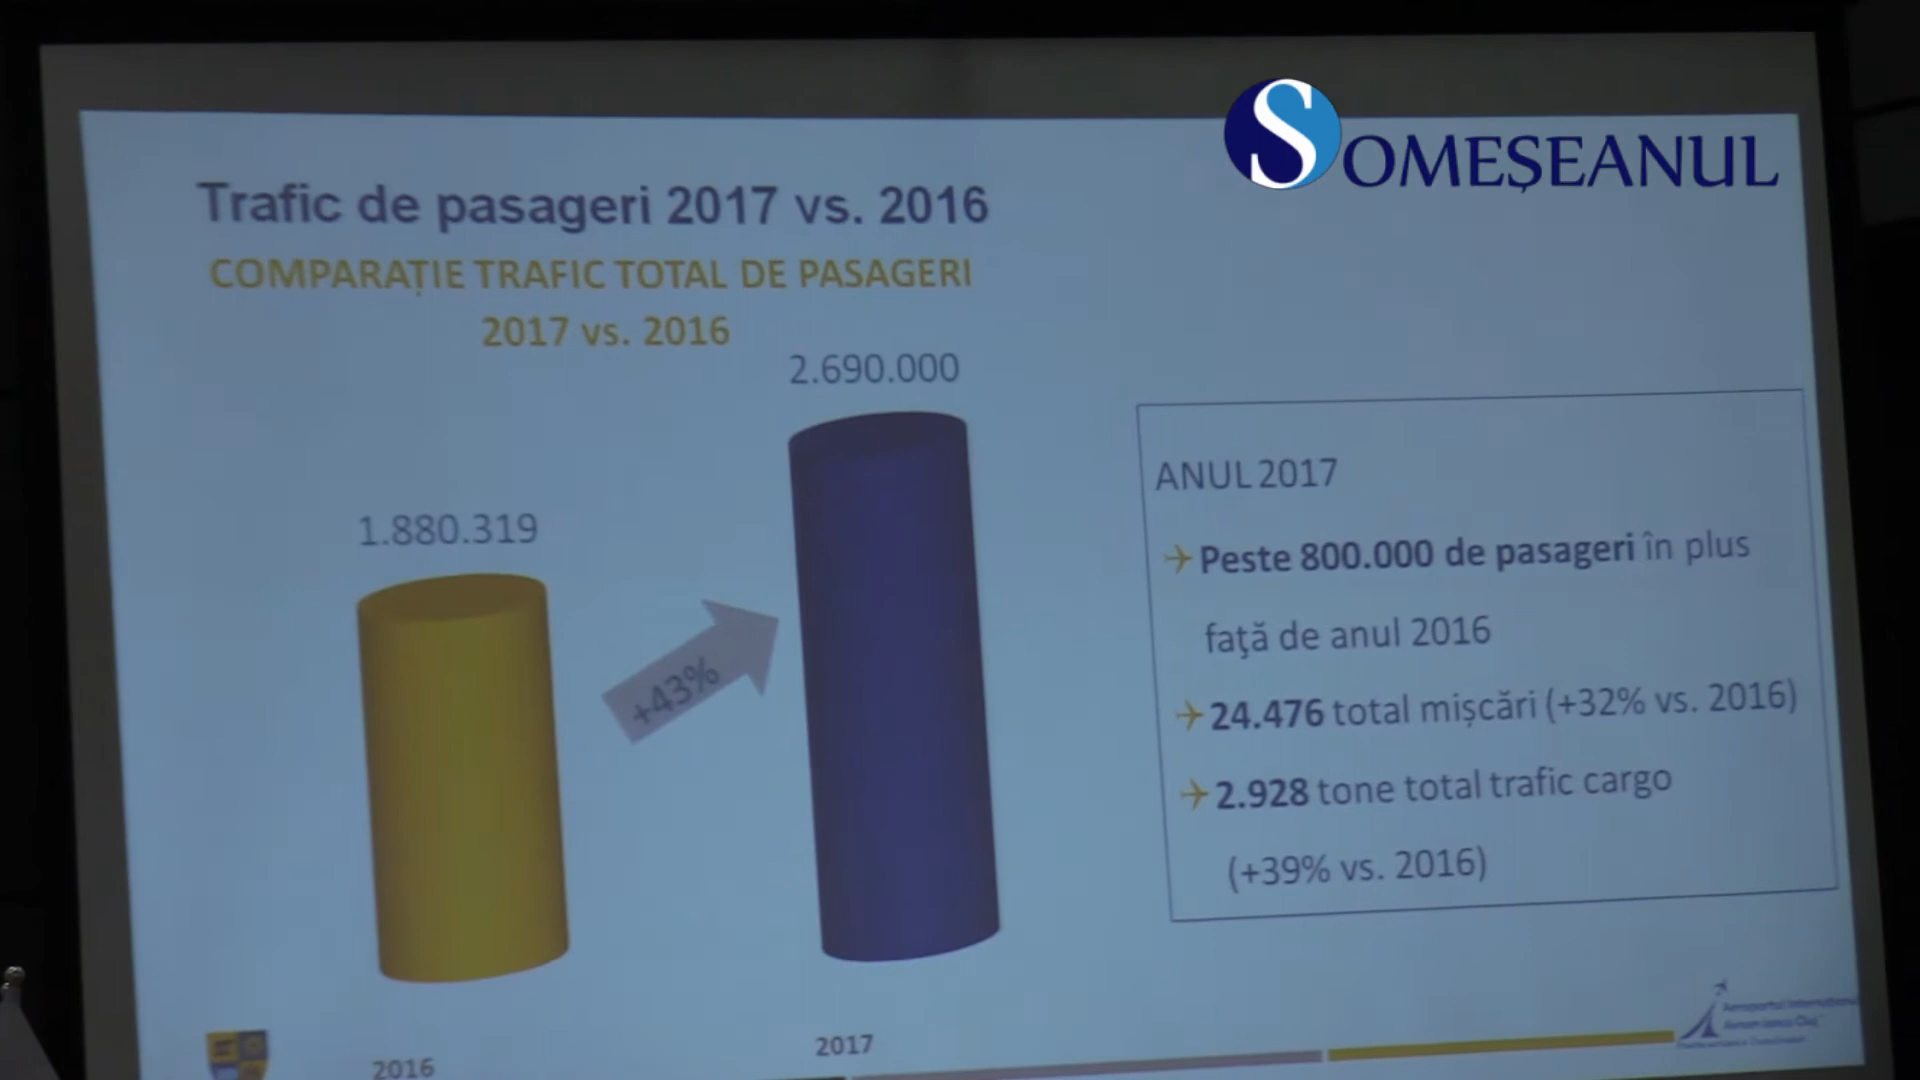 SOMEȘEANUL
Trafic de pasageri 2017 vs. 2016
COMPARAȚIE TRAFIC TOTAL DE PASAGERI
2017 vs. 2016
2.690.000
1.880.319
+43%
2016
2017
ANUL 2017
Peste 800.000 de pasageri în plus
faţă de anul 2016
24.476 total mișcări (+32% vs. 2016)
2.928 tone total trafic cargo
(+39% vs. 2016)